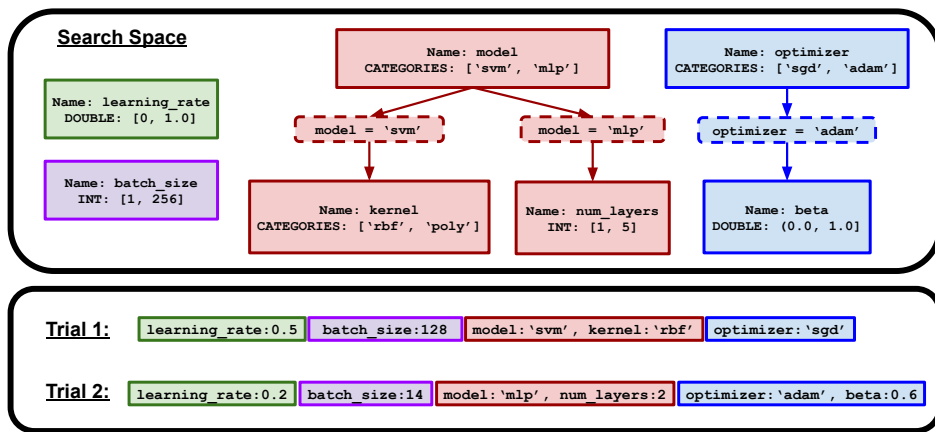 Search Space
Name: learning_rate
DOUBLE: [0, 1.0]
Name: batch_size
INT: [1, 256]
Name: model
CATEGORIES: [‘svm’, ‘mlp’]
model = ‘svm’
model = ‘mlp’
Name: kernel
CATEGORIES: [‘rbf’, ‘poly’]
Name: num_layers
INT: [1, 5]
Name: optimizer
CATEGORIES: [‘sgd’, ‘adam’]
optimizer = ‘adam’
Name: beta
DOUBLE: (0.0, 1.0]
Trial 1: learning_rate:0.5 batch_size:128 model:‘svm’, kernel:‘rbf’ optimizer:‘sgd’
Trial 2: learning_rate:0.2 batch_size:14 model:‘mlp’, num_layers:2 optimizer:‘adam’, beta:0.6